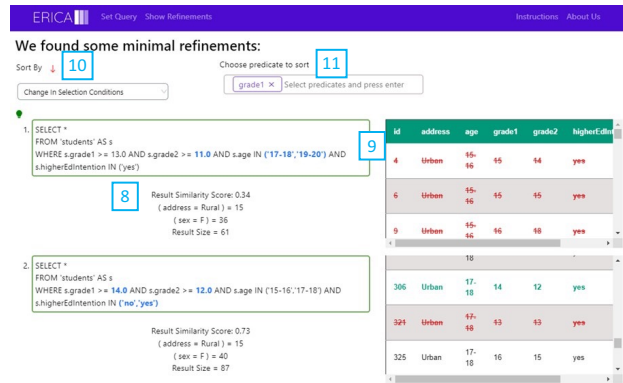 ERICA Set Query Show Refinements Instructions About Us
We found some minimal refinements:
Sort By ↓ 10 Choose predicate to sort 11
Change in Selection Conditions grade1 × Select predicates and press enter
1. SELECT *
FROM 'students' AS s
WHERE s.grade1 >= 13.0 AND s.grade2 >= 11.0 AND s.age IN ('17-18','19-20') AND
s.higherEdIntention IN ('yes')
8
Result Similarity Score: 0.34
( address = Rural ) = 15
( sex = F ) = 36
Result Size = 61
9
id address age grade1 grade2 higherEdInt
4 Urban 15-16 15 14 yes
6 Urban 15-16 15 15 yes
9 Urban 15-16 16 18 yes
2. SELECT *
FROM 'students' AS s
WHERE s.grade1 >= 14.0 AND s.grade2 >= 12.0 AND s.age IN ('15-16','17-18') AND
s.higherEdIntention IN ('no','yes')
Result Similarity Score: 0.73
( address = Rural ) = 15
( sex = F ) = 40
Result Size = 87
18
306 Urban 17-18 14 12 yes
321 Urban 17-18 13 13 yes
325 Urban 17-18 16 15 yes